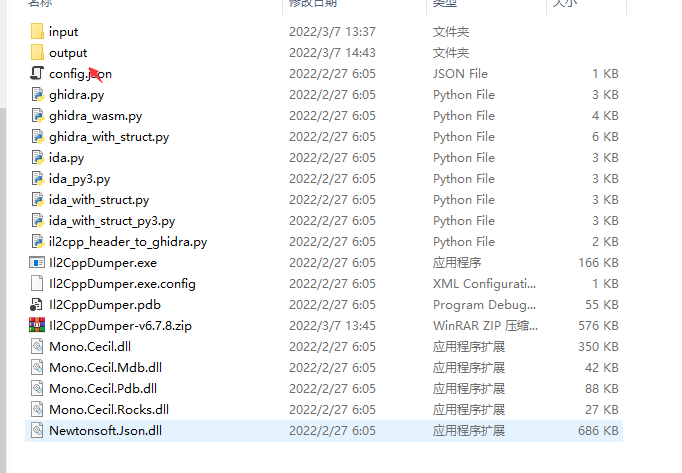 名称 修改日期 类型 大小
input 2022/3/7 13:37 文件夹
output 2022/3/7 14:43 文件夹
config.json 2022/2/27 6:05 JSON File 1 KB
ghidra.py 2022/2/27 6:05 Python File 3 KB
ghidra_wasm.py 2022/2/27 6:05 Python File 4 KB
ghidra_with_struct.py 2022/2/27 6:05 Python File 6 KB
ida.py 2022/2/27 6:05 Python File 3 KB
ida_py3.py 2022/2/27 6:05 Python File 3 KB
ida_with_struct.py 2022/2/27 6:05 Python File 3 KB
ida_with_struct_py3.py 2022/2/27 6:05 Python File 3 KB
il2cpp_header_to_ghidra.py 2022/2/27 6:05 Python File 2 KB
Il2CppDumper.exe 2022/2/27 6:05 应用程序 166 KB
Il2CppDumper.exe.config 2022/2/27 6:05 XML Configurati... 1 KB
Il2CppDumper.pdb 2022/2/27 6:05 Program Debug... 55 KB
Il2CppDumper-v6.7.8.zip 2022/3/7 13:45 WinRAR ZIP 压缩... 576 KB
Mono.Cecil.dll 2022/2/27 6:05 应用程序扩展 350 KB
Mono.Cecil.Mdb.dll 2022/2/27 6:05 应用程序扩展 42 KB
Mono.Cecil.Pdb.dll 2022/2/27 6:05 应用程序扩展 88 KB
Mono.Cecil.Rocks.dll 2022/2/27 6:05 应用程序扩展 27 KB
Newtonsoft.Json.dll 2022/2/27 6:05 应用程序扩展 686 KB